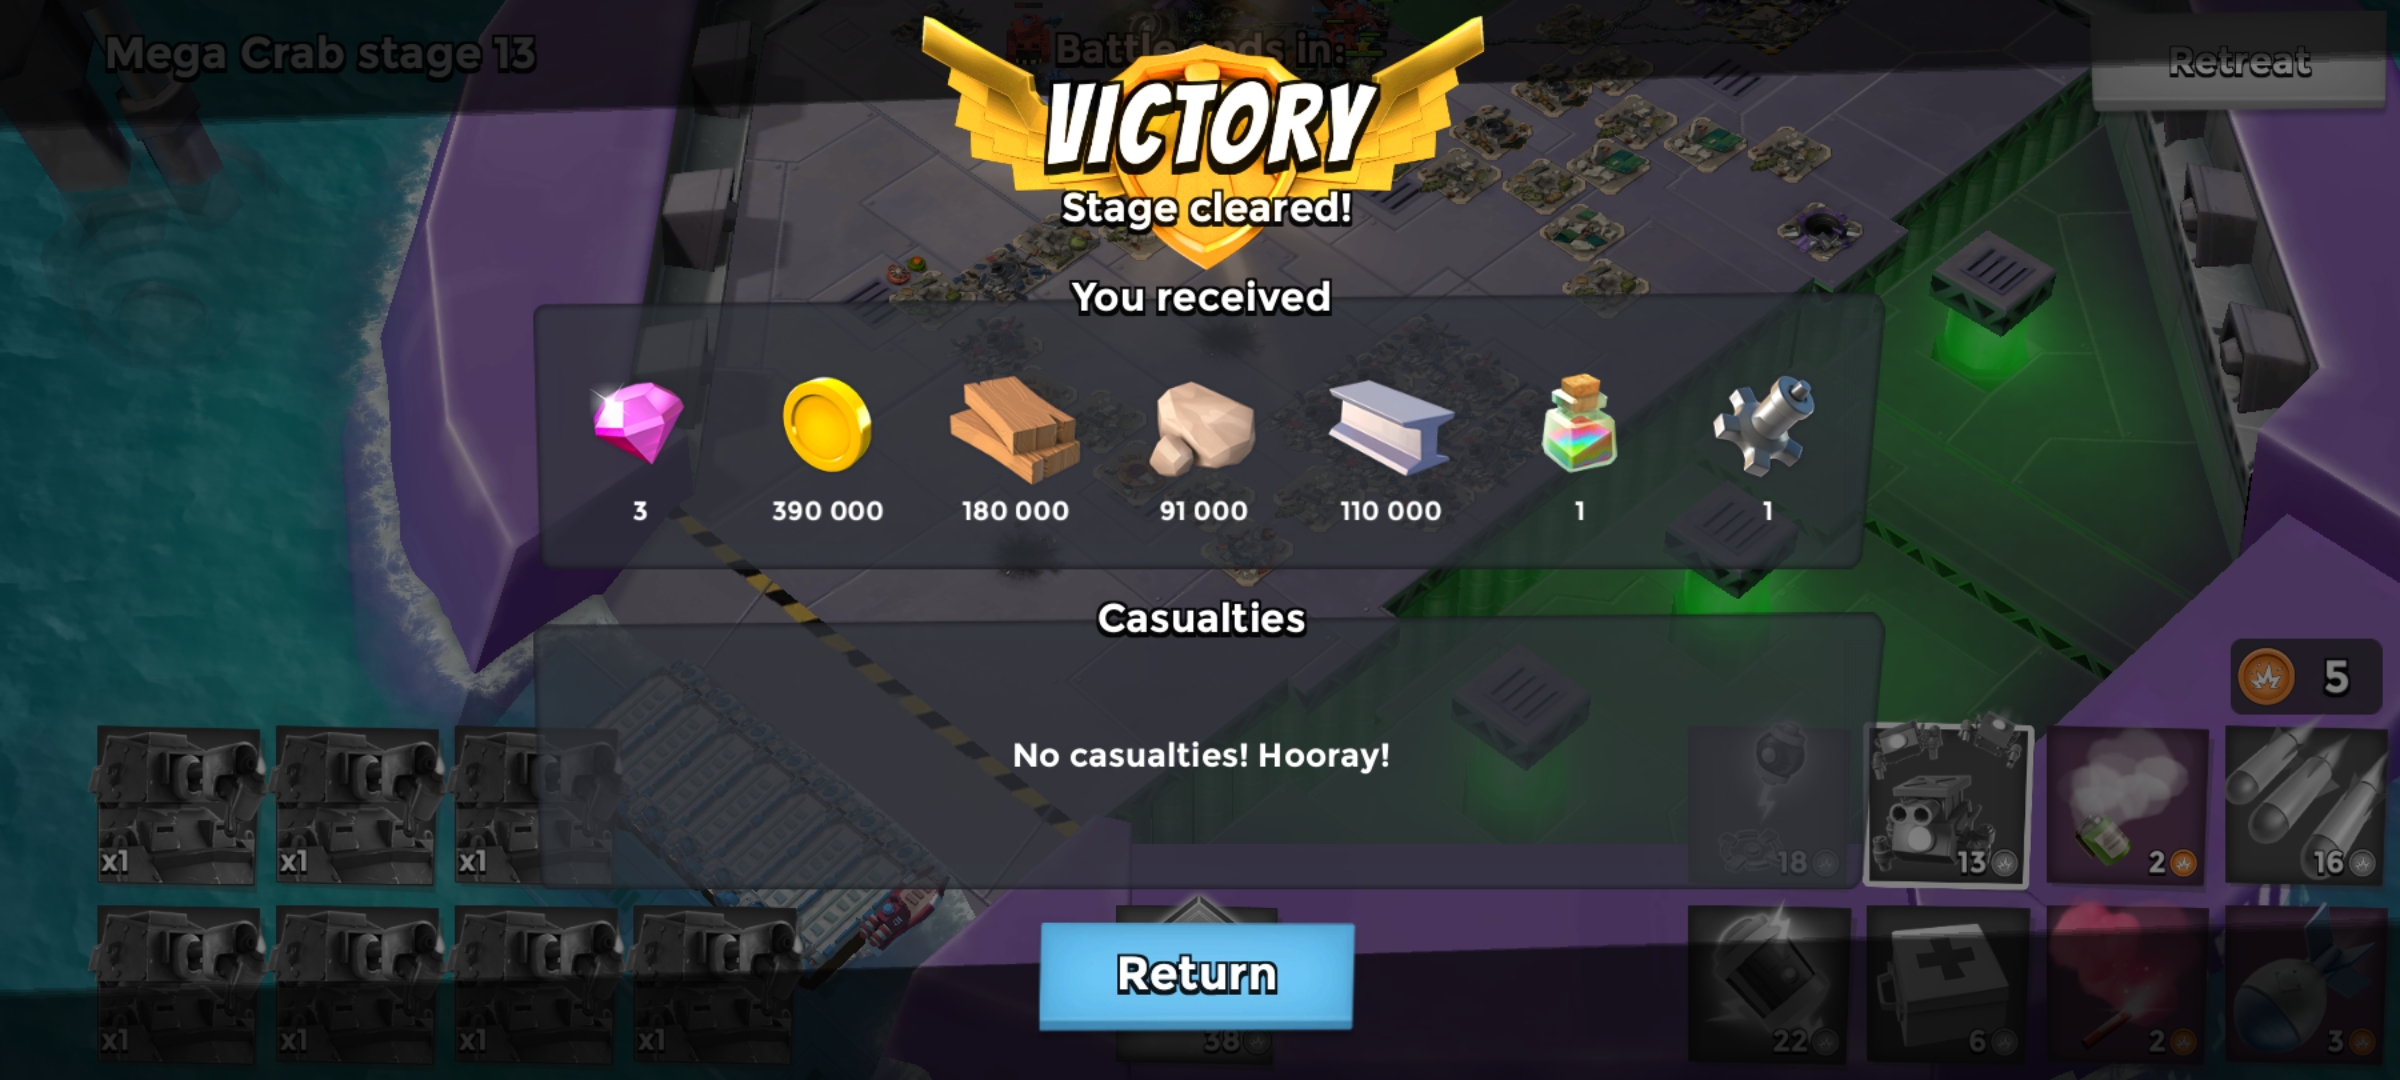 Mega Crab stage 13
Battle ends in:
Retreat
VICTORY
Stage cleared!
You received
3
390 000
180 000
91 000
110 000
1
1
Casualties
No casualties! Hooray!
5
x1
x1
x1
18
13
2
16
x1
x1
x1
x1
Return
38
22
6
2
3